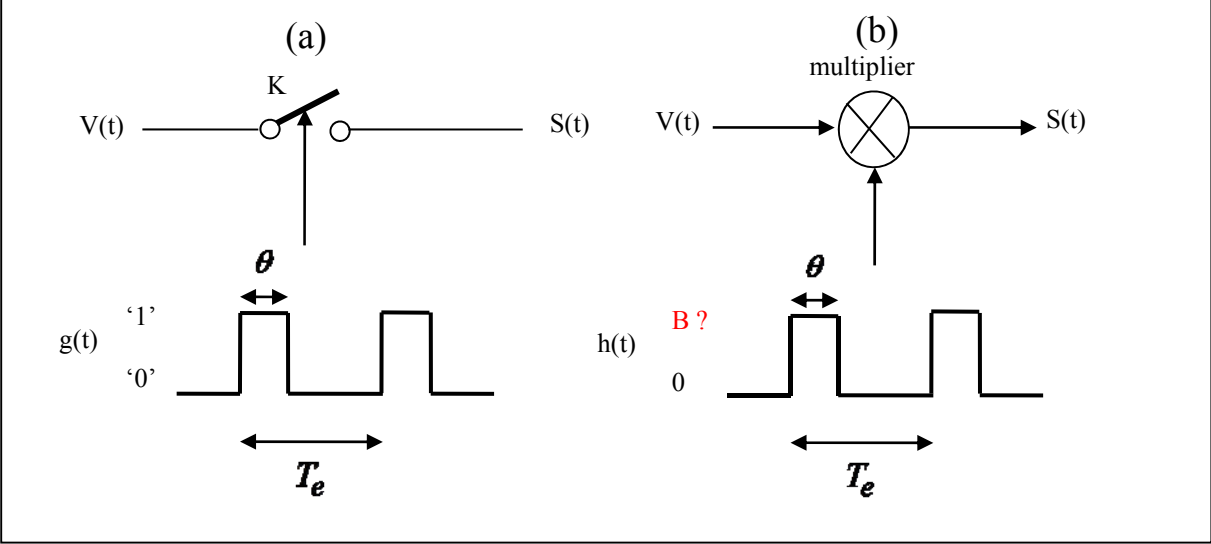 (a)
K
V(t)
S(t)
θ
‘1’
g(t)
‘0’
Te
(b)
multiplier
V(t)
S(t)
θ
B ?
h(t)
0
Te